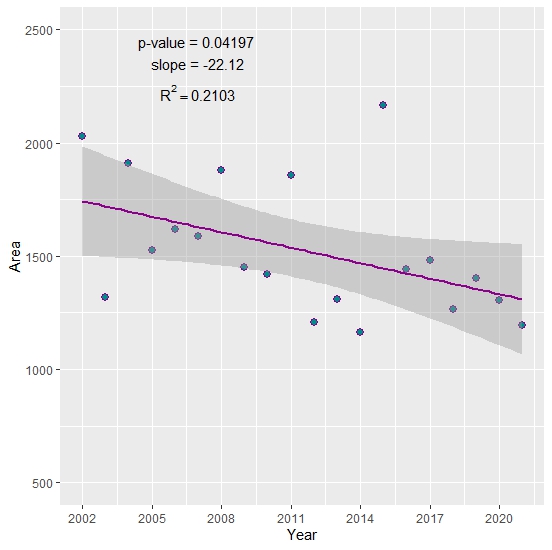 p-value = 0.04197
slope = -22.12
R² = 0.2103
2500
2000
1500
1000
500
Area
2002 2005 2008 2011 2014 2017 2020
Year